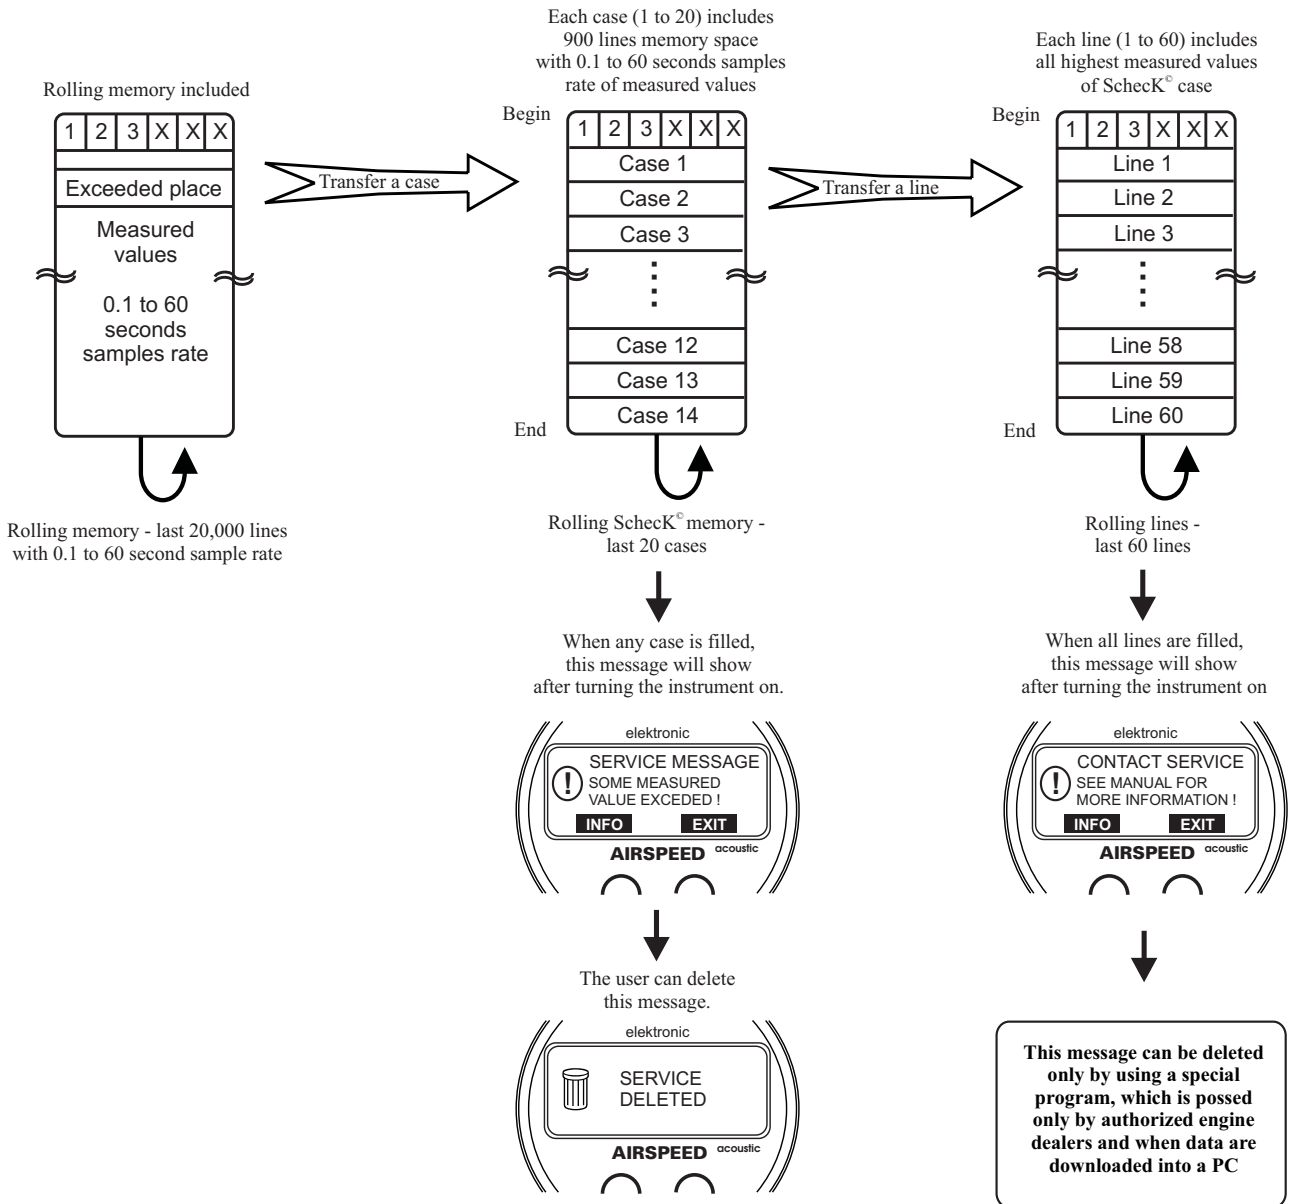 Rolling memory included
1 2 3 X X X
Exceeded place
Measured
values
0.1 to 60
seconds
samples rate
Rolling memory - last 20,000 lines
with 0.1 to 60 second sample rate
Transfer a case
Each case (1 to 20) includes
900 lines memory space
with 0.1 to 60 seconds samples
rate of measured values
Begin
1 2 3 X X X
Case 1
Case 2
Case 3
Case 12
Case 13
Case 14
End
Rolling SchecK© memory -
last 20 cases
When any case is filled,
this message will show
after turning the instrument on.
elektronic
SERVICE MESSAGE
! SOME MEASURED
VALUE EXCEDED !
INFO EXIT
AIRSPEED acoustic
The user can delete
this message.
elektronic
SERVICE
DELETED
AIRSPEED acoustic
Transfer a line
Each line (1 to 60) includes
all highest measured values
of SchecK© case
Begin
1 2 3 X X X
Line 1
Line 2
Line 3
Line 58
Line 59
Line 60
End
Rolling lines -
last 60 lines
When all lines are filled,
this message will show
after turning the instrument on
elektronic
CONTACT SERVICE
! SEE MANUAL FOR
MORE INFORMATION !
INFO EXIT
AIRSPEED acoustic
This message can be deleted
only by using a special
program, which is possed
only by authorized engine
dealers and when data are
downloaded into a PC